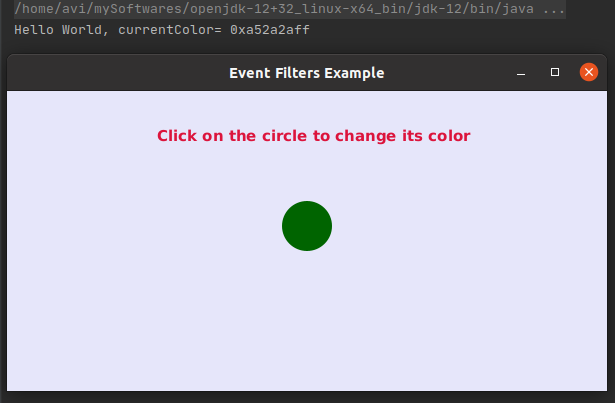 /home/avi/mySoftwares/openjdk-12+32_linux-x64_bin/jdk-12/bin/java ...
Hello World, currentColor= 0xa52a2aff
Event Filters Example
Click on the circle to change its color